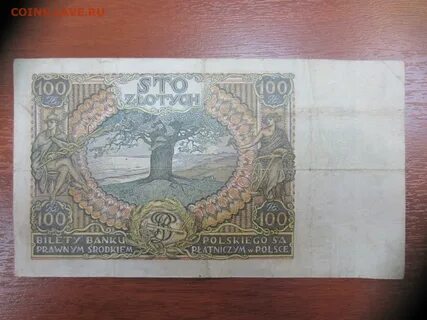 COINS.LAVE.RU
100 STO 100
ZŁOTYCH
100 100
BILETY BANKU POLSKIEGO SĄ
PRAWNYM ŚRODKIEM PŁATNICZYM W POLSCE